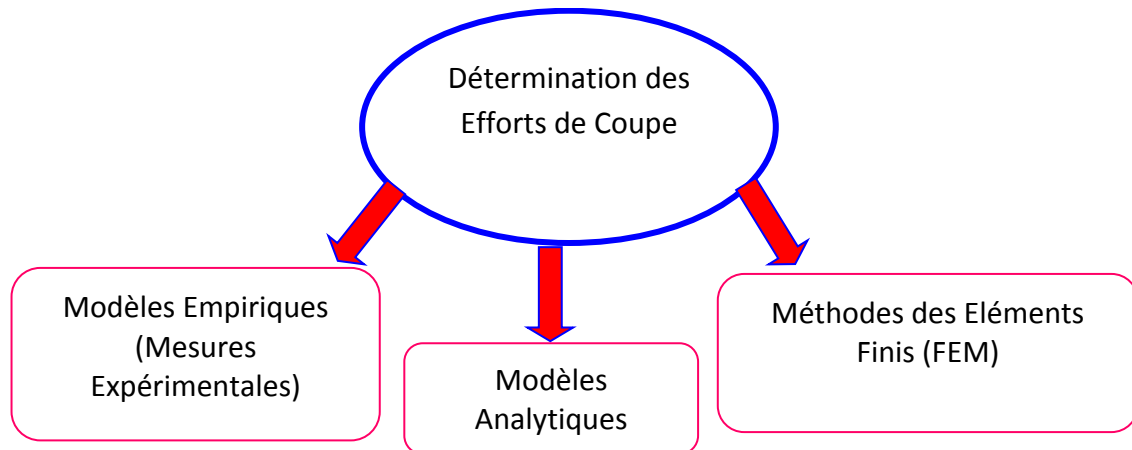 Détermination des
Efforts de Coupe
Modèles Empiriques
(Mesures
Expérimentales)
Modèles
Analytiques
Méthodes des Eléments
Finis (FEM)